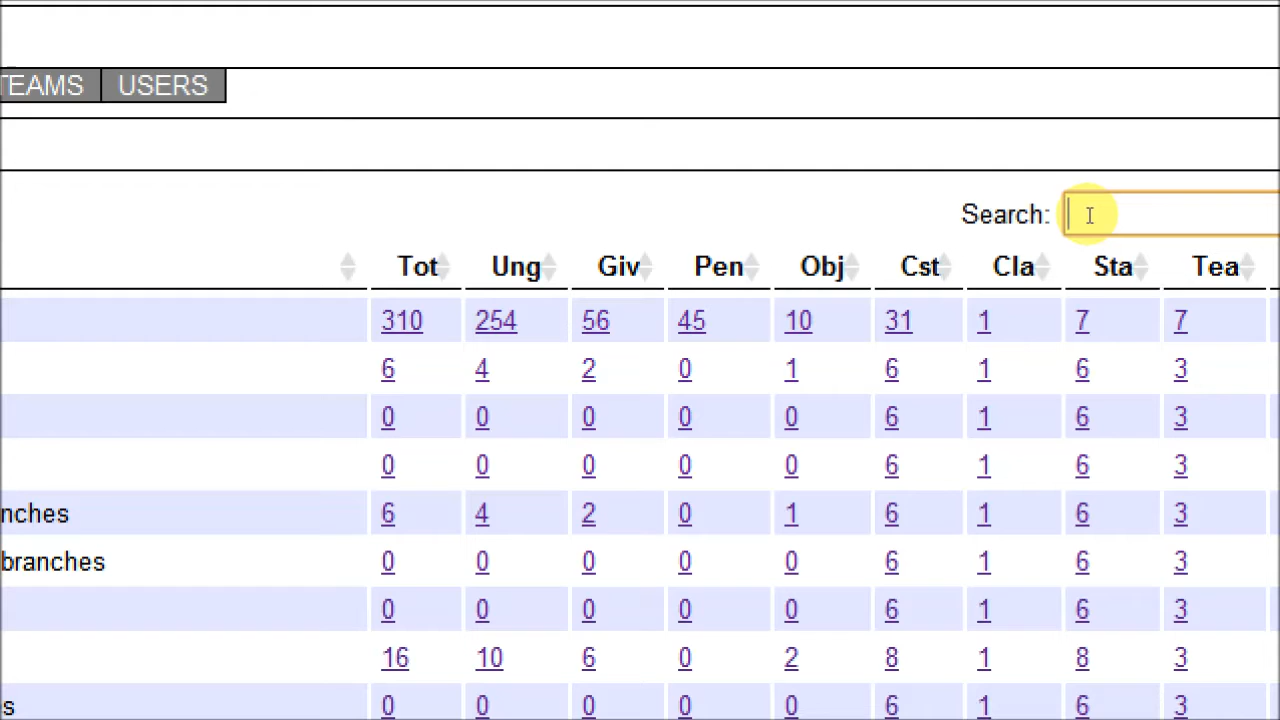 TEAMS USERS
Search:
Tot Ung Giv Pen Obj Cst Cla Sta Tea
310 254 56 45 10 31 1 7 7
6 4 2 0 1 6 1 6 3
0 0 0 0 0 6 1 6 3
0 0 0 0 0 6 1 6 3
nches 6 4 2 0 1 6 1 6 3
branches 0 0 0 0 0 6 1 6 3
0 0 0 0 0 6 1 6 3
16 10 6 0 2 8 1 8 3
s 0 0 0 0 0 6 1 6 3